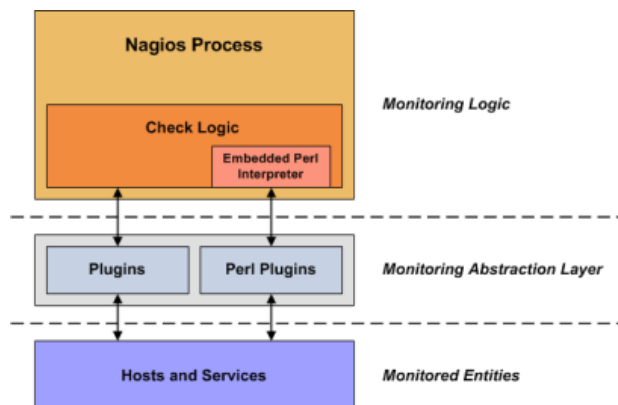 Nagios Process
Monitoring Logic
Check Logic
Embedded Perl
Interpreter
Plugins
Perl Plugins
Monitoring Abstraction Layer
Hosts and Services
Monitored Entities